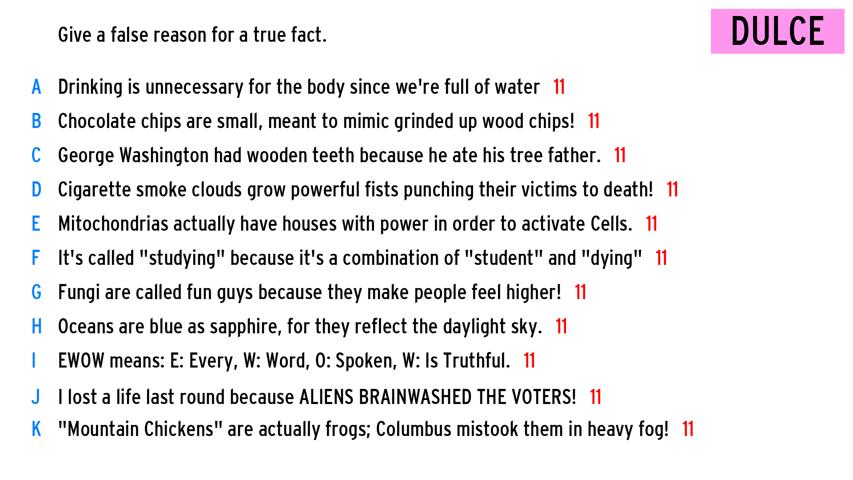 Give a false reason for a true fact.
DULCE
A Drinking is unnecessary for the body since we're full of water 11
B Chocolate chips are small, meant to mimic grinded up wood chips! 11
C George Washington had wooden teeth because he ate his tree father. 11
D Cigarette smoke clouds grow powerful fists punching their victims to death! 11
E Mitochondrias actually have houses with power in order to activate Cells. 11
F It's called "studying" because it's a combination of "student" and "dying" 11
G Fungi are called fun guys because they make people feel higher! 11
H Oceans are blue as sapphire, for they reflect the daylight sky. 11
I EWOW means: E: Every, W: Word, O: Spoken, W: Is Truthful. 11
J I lost a life last round because ALIENS BRAINWASHED THE VOTERS! 11
K "Mountain Chickens" are actually frogs; Columbus mistook them in heavy fog! 11